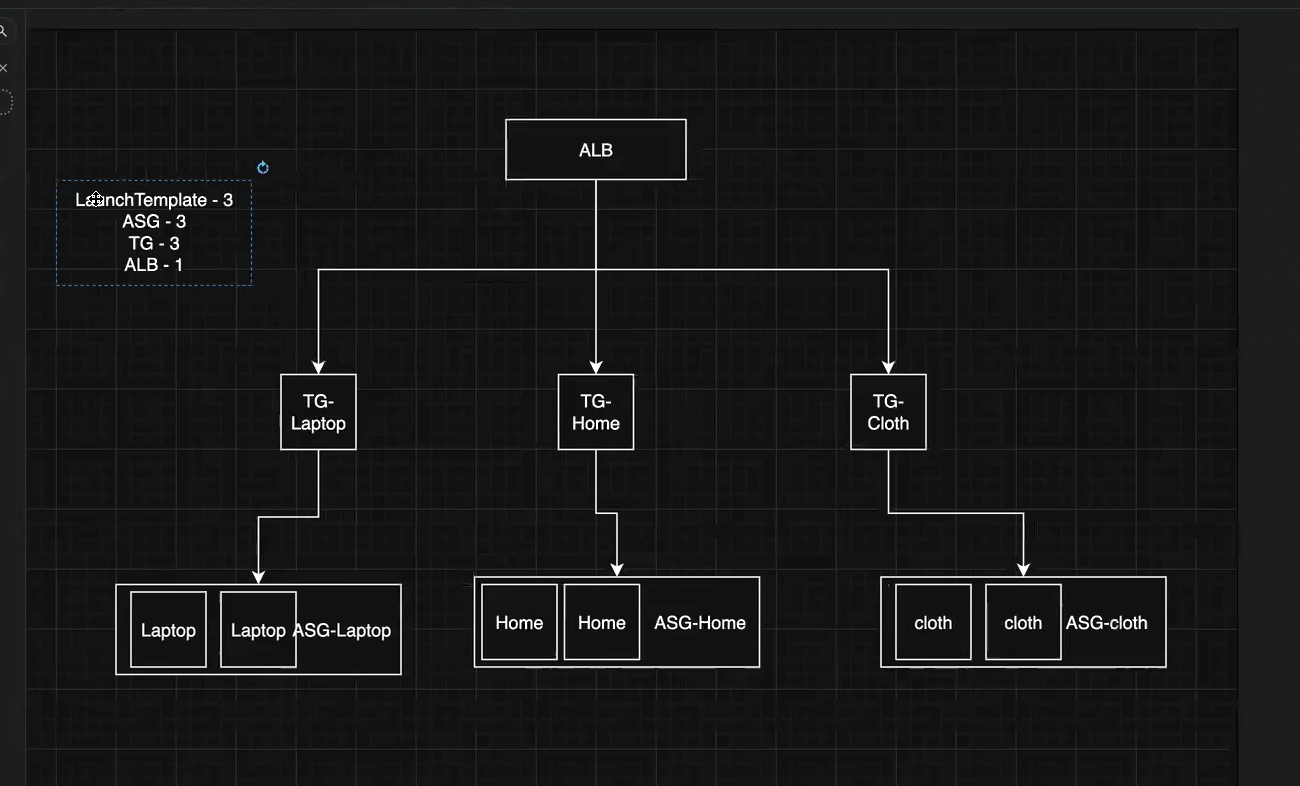 ALB
LaunchTemplate - 3
ASG - 3
TG - 3
ALB - 1
TG-
Laptop
TG-
Home
TG-
Cloth
Laptop
Laptop
ASG-Laptop
Home
Home
ASG-Home
cloth
cloth
ASG-cloth